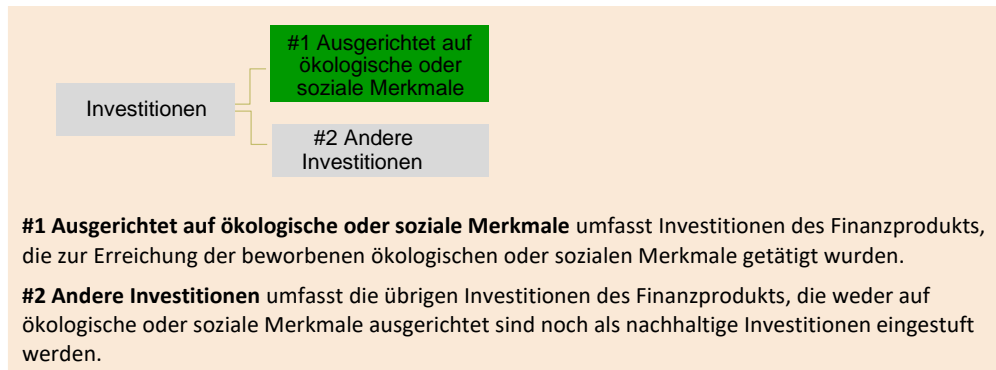 #1 Ausgerichtet auf
ökologische oder
soziale Merkmale
Investitionen
#2 Andere
Investitionen
#1 Ausgerichtet auf ökologische oder soziale Merkmale umfasst Investitionen des Finanzprodukts,
die zur Erreichung der beworbenen ökologischen oder sozialen Merkmale getätigt wurden.
#2 Andere Investitionen umfasst die übrigen Investitionen des Finanzprodukts, die weder auf
ökologische oder soziale Merkmale ausgerichtet sind noch als nachhaltige Investitionen eingestuft
werden.